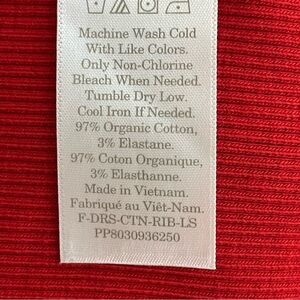 Machine Wash Cold
With Like Colors.
Only Non-Chlorine
Bleach When Needed.
Tumble Dry Low.
Cool Iron If Needed.
97% Organic Cotton,
3% Elastane.
97% Coton Organique,
3% Elasthanne.
Made in Vietnam.
Fabriqué au Viêt-Nam.
F-DRS-CTN-RIB-LS
PP8030936250